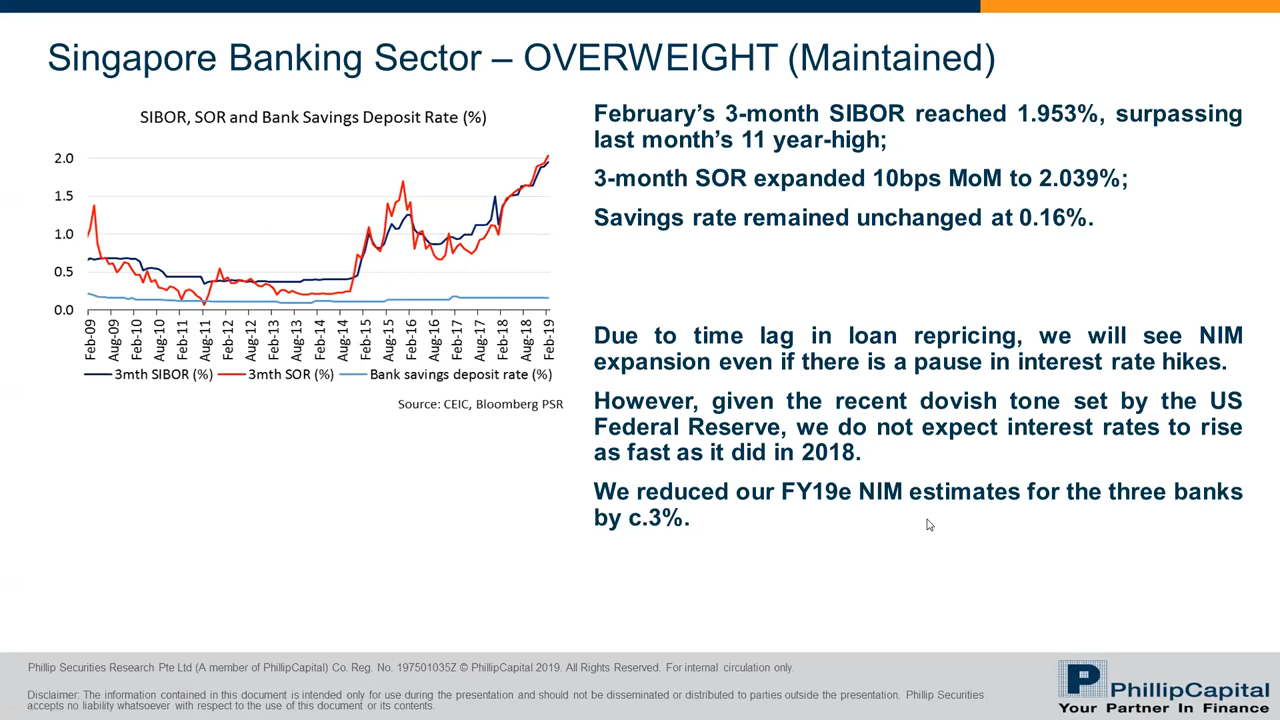 Singapore Banking Sector – OVERWEIGHT (Maintained)
SIBOR, SOR and Bank Savings Deposit Rate (%)
2.0
1.5
1.0
0.5
0.0
Feb-09
Aug-09
Feb-10
Aug-10
Feb-11
Aug-11
Feb-12
Aug-12
Feb-13
Aug-13
Feb-14
Aug-14
Feb-15
Aug-15
Feb-16
Aug-16
Feb-17
Aug-17
Feb-18
Aug-18
Feb-19
3mth SIBOR (%)
3mth SOR (%)
Bank savings deposit rate (%)
Source: CEIC, Bloomberg PSR
February’s 3-month SIBOR reached 1.953%, surpassing
last month’s 11 year-high;
3-month SOR expanded 10bps MoM to 2.039%;
Savings rate remained unchanged at 0.16%.
Due to time lag in loan repricing, we will see NIM
expansion even if there is a pause in interest rate hikes.
However, given the recent dovish tone set by the US
Federal Reserve, we do not expect interest rates to rise
as fast as it did in 2018.
We reduced our FY19e NIM estimates for the three banks
by c.3%.
Phillip Securities Research Pte Ltd (A member of PhillipCapital) Co. Reg. No. 197501035Z © PhillipCapital 2019. All Rights Reserved. For internal circulation only.
Disclaimer: The information contained in this document is intended only for use during the presentation and should not be disseminated or distributed to parties outside the presentation. Phillip Securities
accepts no liability whatsoever with respect to the use of this document or its contents.
P
PhillipCapital
Your Partner In Finance